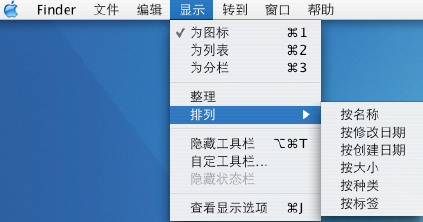 Finder 文件 编辑 显示 转到 窗口 帮助
✓ 为图标 ⌘1
为列表 ⌘2
为分栏 ⌘3
整理
排列 ▶
隐藏工具栏 ⌥⌘T
自定工具栏...
隐藏状态栏
查看显示选项 ⌘J
按名称
按修改日期
按创建日期
按大小
按种类
按标签